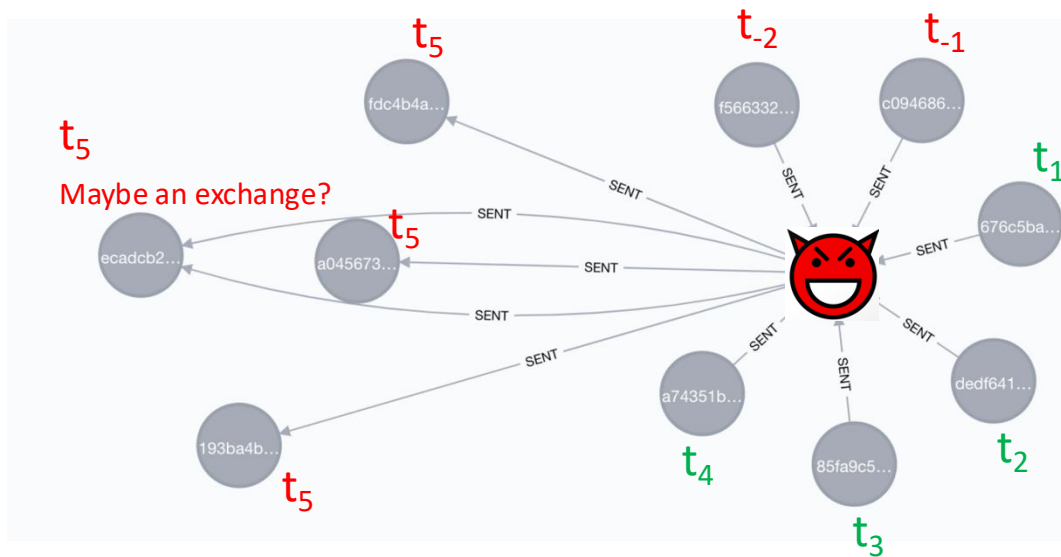 t5
t-2
t-1
fdc4b4a...
f566332...
c094686...
t5
Maybe an exchange?
t1
SENT
SENT
SENT
SENT
t5
676c5ba...
ecadcb2...
a045673...
SENT
SENT
SENT
SENT
SENT
SENT
SENT
a74351b...
dedf641...
193ba4b...
85fa9c5...
t4
t2
t5
t3